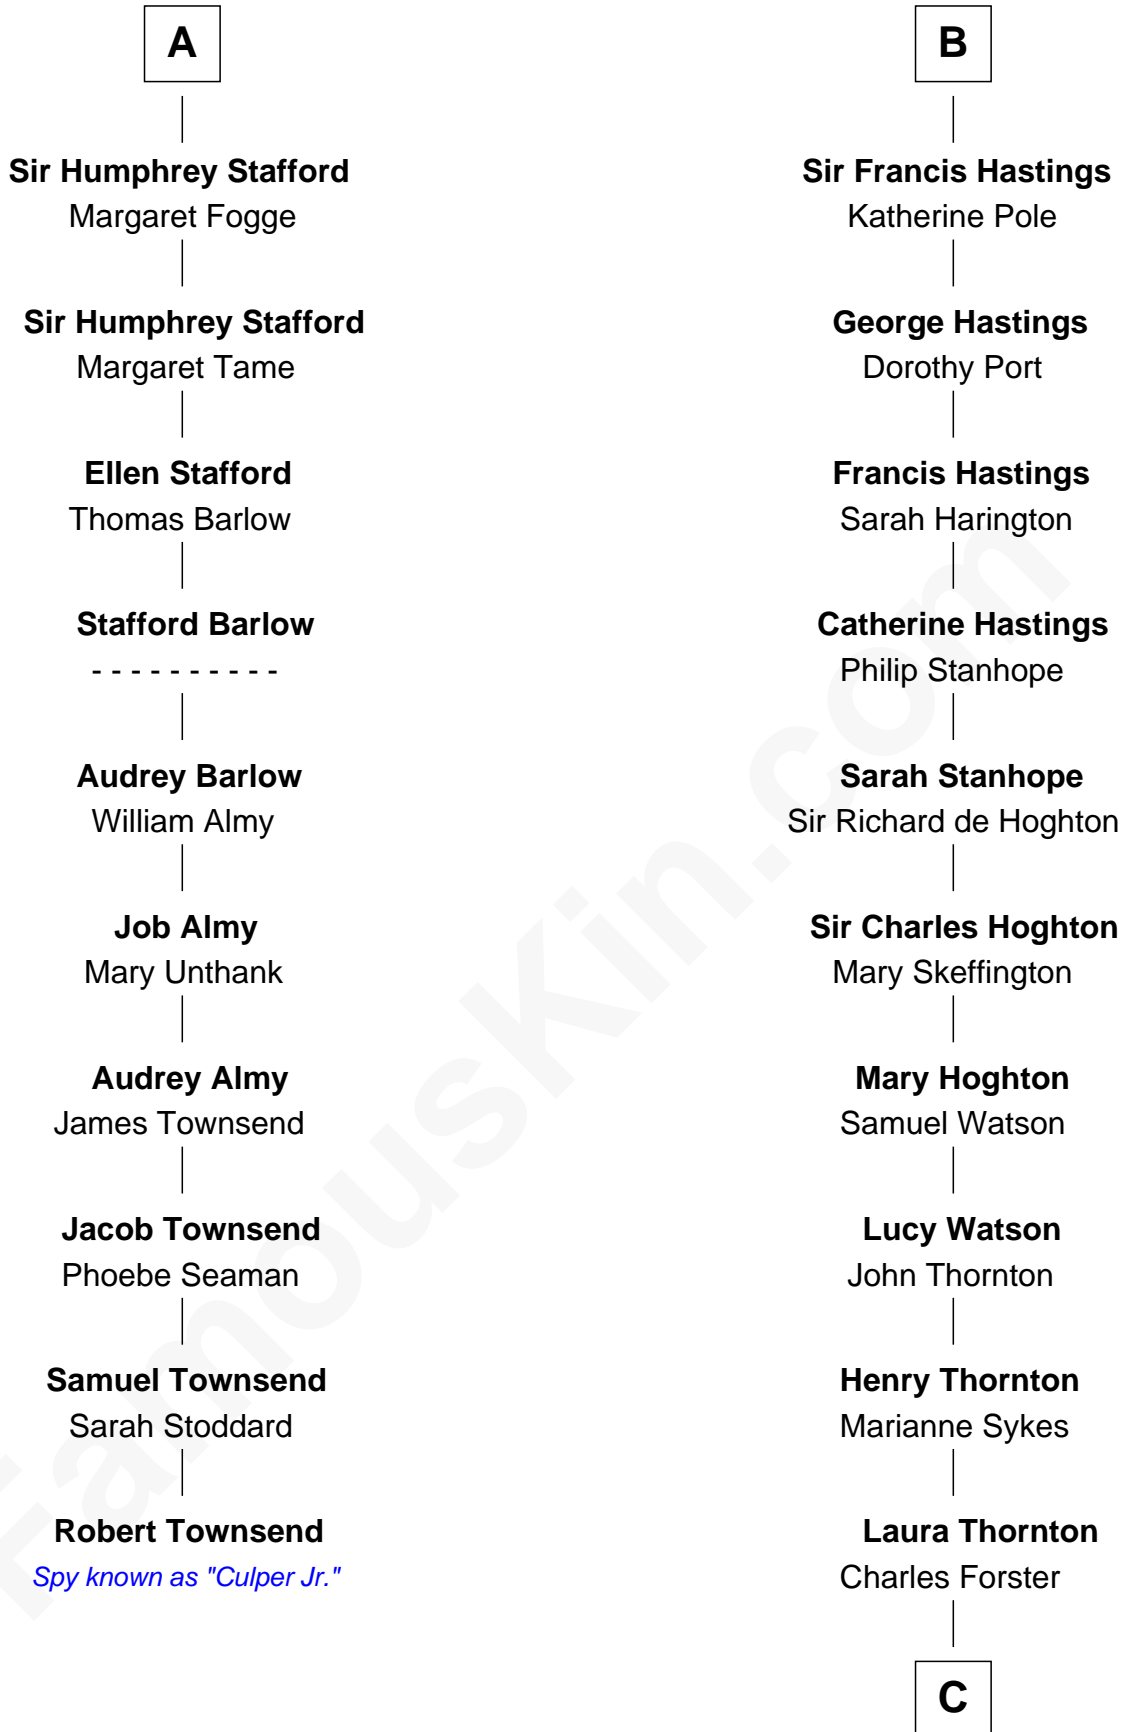 A
Sir Humphrey Stafford
Margaret Fogge
Sir Humphrey Stafford
Margaret Tame
Ellen Stafford
Thomas Barlow
Stafford Barlow
- - - - - - - - - -
Audrey Barlow
William Almy
Job Almy
Mary Unthank
Audrey Almy
James Townsend
Jacob Townsend
Phoebe Seaman
Samuel Townsend
Sarah Stoddard
Robert Townsend
Spy known as "Culper Jr."
B
Sir Francis Hastings
Katherine Pole
George Hastings
Dorothy Port
Francis Hastings
Sarah Harington
Catherine Hastings
Philip Stanhope
Sarah Stanhope
Sir Richard de Hoghton
Sir Charles Hoghton
Mary Skeffington
Mary Hoghton
Samuel Watson
Lucy Watson
John Thornton
Henry Thornton
Marianne Sykes
Laura Thornton
Charles Forster
C
FamousKin.com